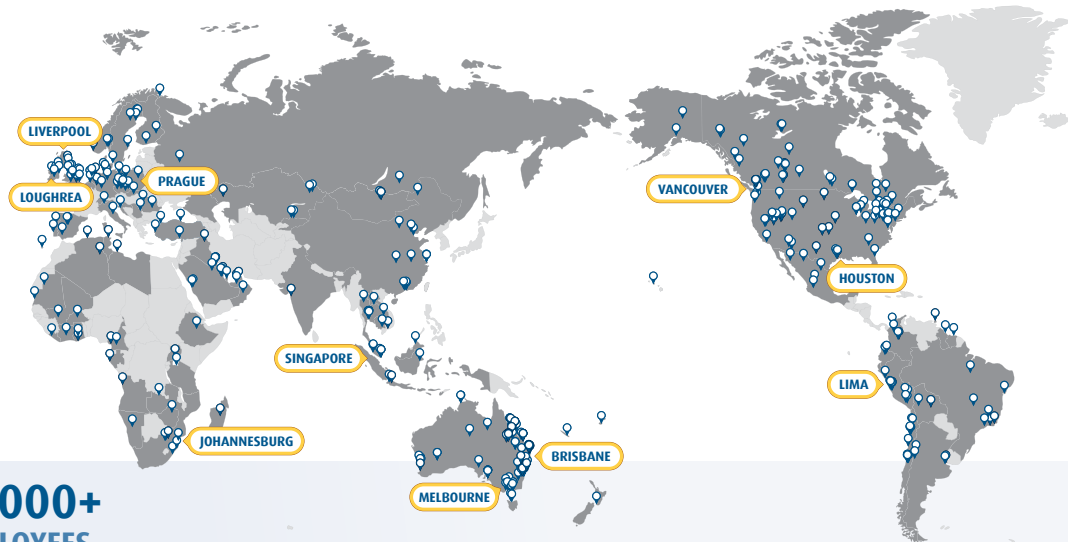 LIVERPOOL
PRAGUE
LOUGHREA
VANCOUVER
HOUSTON
SINGAPORE
LIMA
JOHANNESBURG
BRISBANE
MELBOURNE
000+